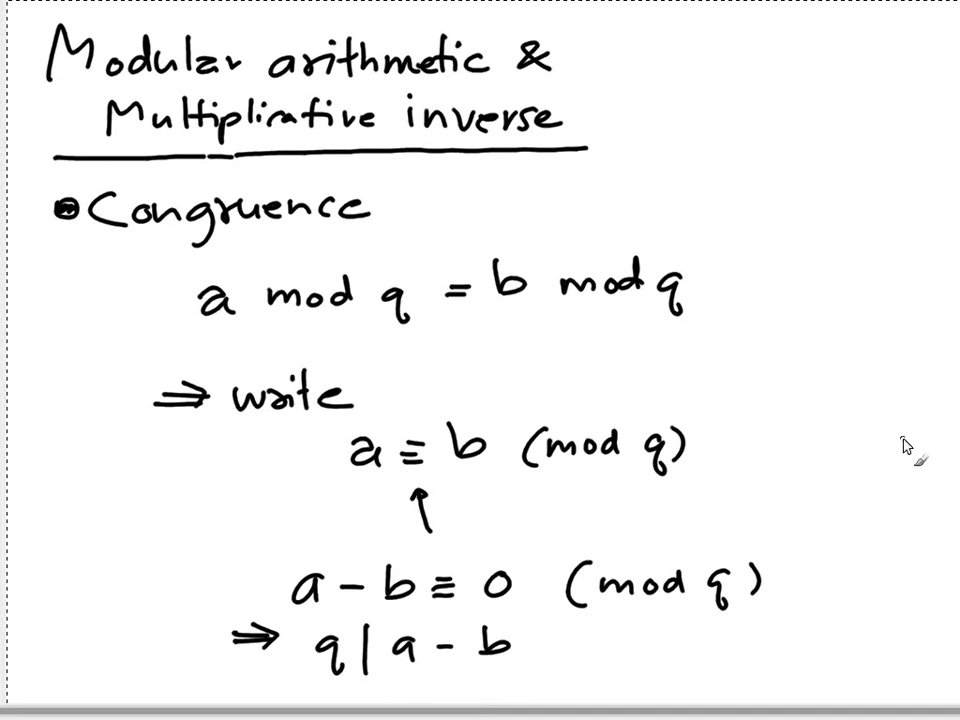 Modular arithmetic &
Multiplicative inverse
• Congruence
a mod q = b mod q
⇒ write
a ≡ b (mod q)
↑
a - b ≡ 0 (mod q)
⇒ q | a - b